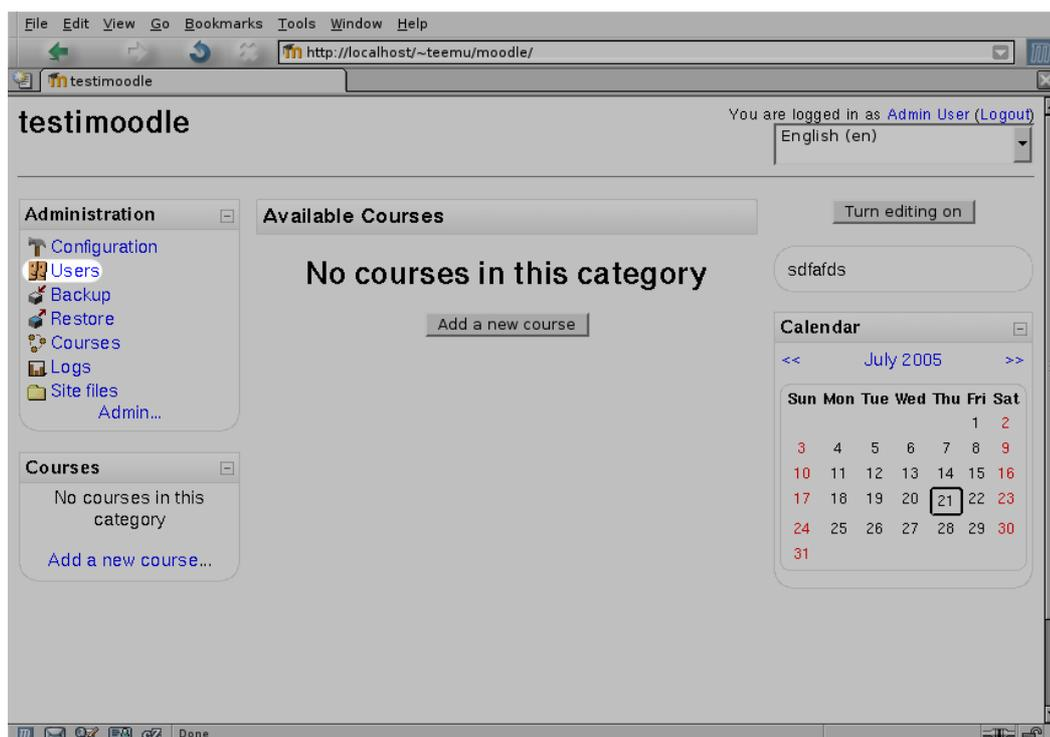 File Edit View Go Bookmarks Tools Window Help
http://localhost/~teemu/moodle/
testimoodle
testimoodle
You are logged in as Admin User (Logout)
English (en)
Administration
Configuration
Users
Backup
Restore
Courses
Logs
Site files
Admin...
Courses
No courses in this
category
Add a new course...
Available Courses
No courses in this category
Add a new course
Turn editing on
sdfafds
Calendar
<< July 2005 >>
Sun Mon Tue Wed Thu Fri Sat
1 2
3 4 5 6 7 8 9
10 11 12 13 14 15 16
17 18 19 20 21 22 23
24 25 26 27 28 29 30
31
Done